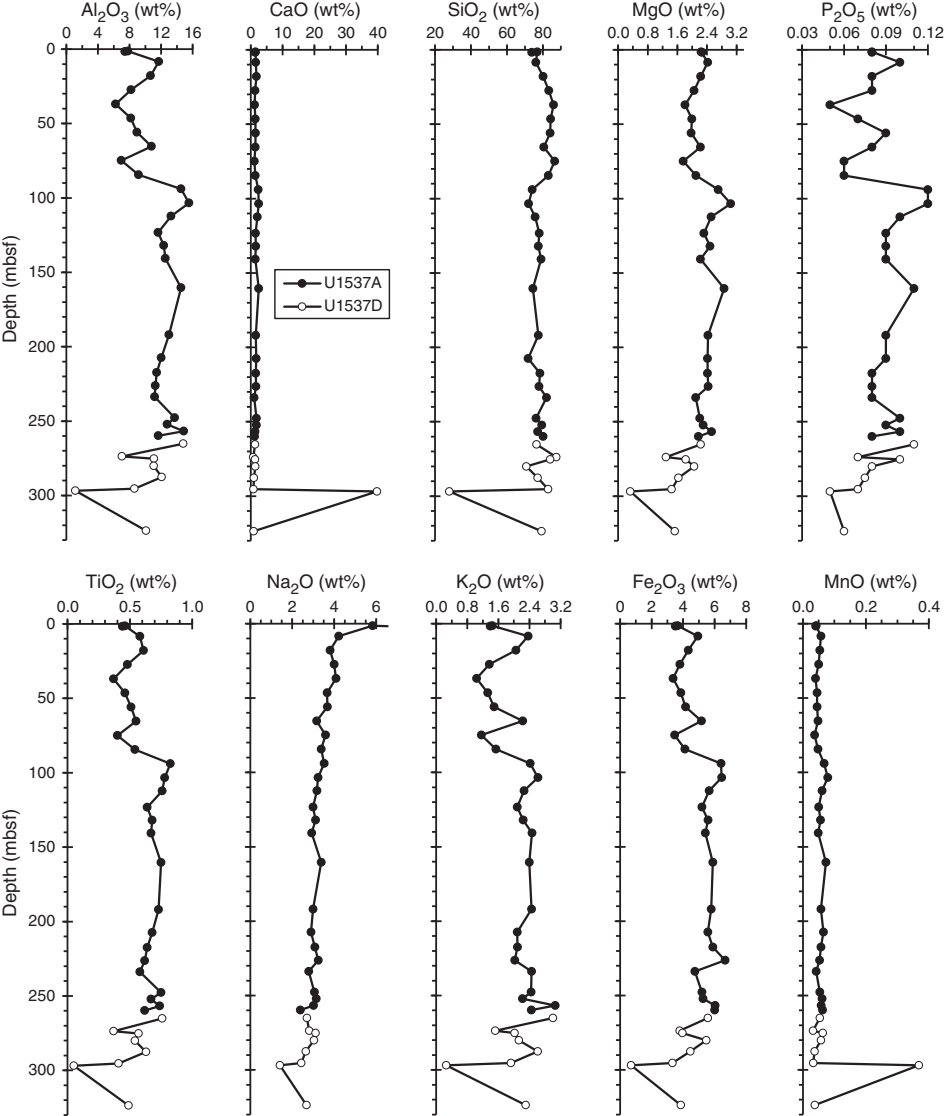 Al₂O₃ (wt%) CaO (wt%) SiO₂ (wt%) MgO (wt%) P₂O₅ (wt%)
0 4 8 12 16 0 10 20 30 40 20 40 60 80 0.0 0.8 1.6 2.4 3.2 0.03 0.06 0.09 0.12
0
50
100
150
200
250
300
Depth (mbsf)
U1537A
U1537D
TiO₂ (wt%) Na₂O (wt%) K₂O (wt%) Fe₂O₃ (wt%) MnO (wt%)
0.0 0.5 1.0 0 2 4 6 0.0 0.8 1.6 2.4 3.2 0 2 4 6 8 0.0 0.2 0.4
0
50
100
150
200
250
300
Depth (mbsf)